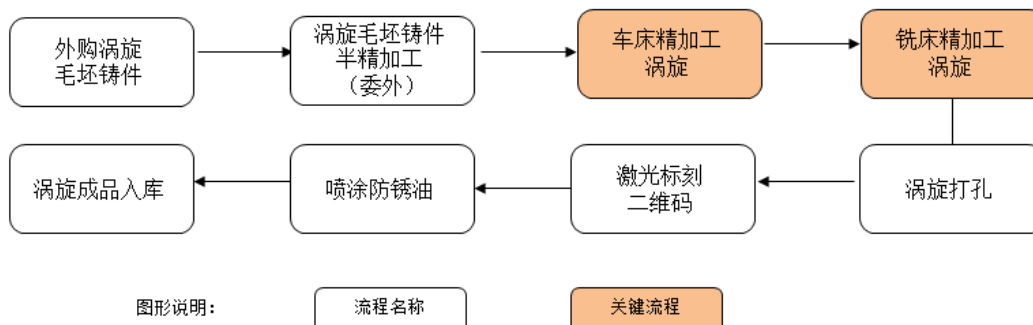 外购涡旋
毛坯铸件
涡旋毛坯铸件
半精加工
（委外）
车床精加工
涡旋
铣床精加工
涡旋
涡旋成品入库
喷涂防锈油
激光标刻
二维码
涡旋打孔
图形说明：
流程名称
关键流程